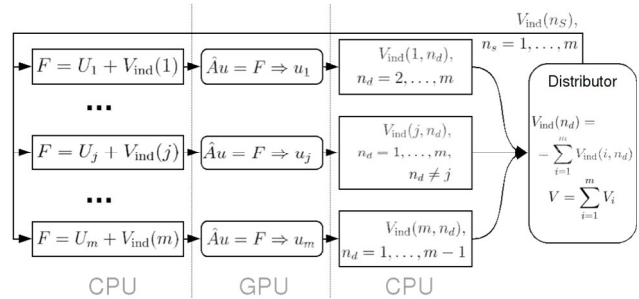 V_ind(n_S),
n_s = 1, . . . , m
F = U_1 + V_ind(1)
Âu = F ⇒ u_1
V_ind(1, n_d),
n_d = 2, . . . , m
...
F = U_j + V_ind(j)
Âu = F ⇒ u_j
V_ind(j, n_d),
n_d = 1, . . . , m,
n_d ≠ j
...
F = U_m + V_ind(m)
Âu = F ⇒ u_m
V_ind(m, n_d),
n_d = 1, . . . , m − 1
Distributor
V_ind(n_d) =
− ∑_{i=1}^{m} V_ind(i, n_d)
V = ∑_{i=1}^{m} V_i
CPU
GPU
CPU